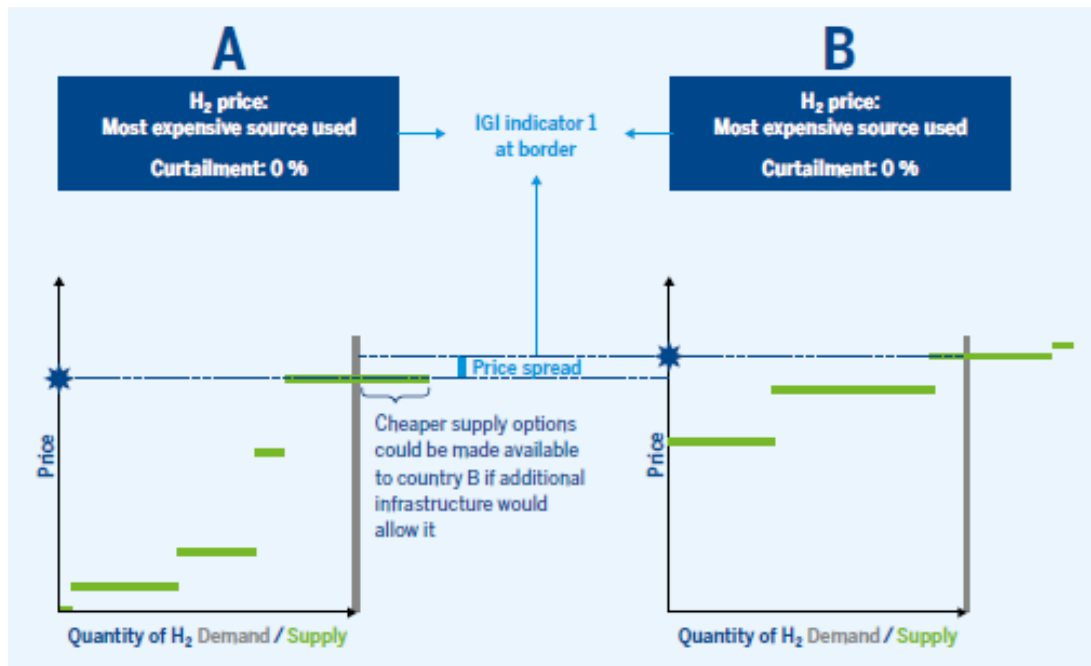 A
H₂ price:
Most expensive source used
Curtailment: 0 %
IGI indicator 1
at border
B
H₂ price:
Most expensive source used
Curtailment: 0 %
Price
Price spread
Cheaper supply options
could be made available
to country B if additional
infrastructure would
allow it
Quantity of H₂ Demand / Supply
Price
Quantity of H₂ Demand / Supply